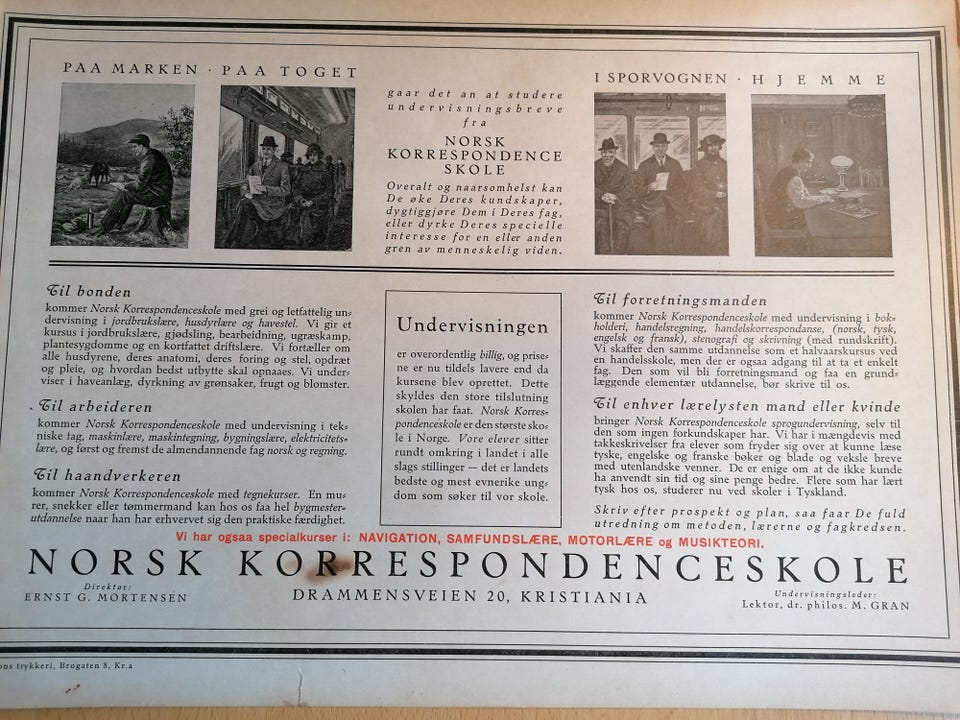 PAA MARKEN · PAA TOGET
gaar det an at studere
undervisningsbreve
fra
NORSK
KORRESPONDENCE
SKOLE
Overalt og naarsomhelst kan
De øke Deres kundskaper,
dygtiggjøre Dem i Deres fag,
eller dyrke Deres specielle
interesse for en eller anden
gren av menneskelig viden.
I SPORVOGNEN · HJEMME
Til bonden
kommer Norsk Korrespondenceskole med grei og letfattelig un-
dervisning i jordbrukslære, husdyrlære og havestel. Vi gir et
kursus i jordbrukslære, gjødsling, bearbeidning, ugræskamp,
plantesygdomme og en kortfattet driftslære. Vi fortæller om
alle husdyrene, deres anatomi, deres foring og stel, opdræt
og pleie, og hvordan bedst utbytte skal opnaaes. Vi under-
viser i haveanlæg, dyrkning av grønsaker, frugt og blomster.
Til arbeideren
kommer Norsk Korrespondenceskole med undervisning i tek-
niske fag, maskinlære, maskintegning, bygningslære, elektricitets-
lære, og først og fremst de almendannende fag norsk og regning.
Til haandverkeren
kommer Norsk Korrespondenceskole med tegnekurser. En mu-
rer, snekker eller tømmermand kan hos os faa hel bygmester-
utdannelse naar han har erhvervet sig den praktiske færdighet.
Undervisningen
er overordentlig billig, og prise-
ne er nu tildels lavere end da
kursene blev oprettet. Dette
skyldes den store tilslutning
skolen har faat. Norsk Korres-
pondenceskole er den største sko-
le i Norge. Vore elever sitter
rundt omkring i landet i alle
slags stillinger — det er landets
bedste og mest evnerike ung-
dom som søker til vor skole.
Til forretningsmanden
kommer Norsk Korrespondenceskole med undervisning i bok-
holderi, handelsregning, handelskorrespondanse, (norsk, tysk,
engelsk og fransk), stenografi og skrivning (med rundskrift).
Vi skaffer den samme utdannelse som et halvaarskursus ved
en handelsskole, men der er ogsaa adgang til at ta et enkelt
fag. Den som vil bli forretningsmand og faa en grund-
læggende elementær utdannelse, bør skrive til os.
Til enhver lærelysten mand eller kvinde
bringer Norsk Korrespondenceskole sprogundervisning, selv til
den som ingen forkundskaper har. Vi har i mængdevis med
takkeskrivelser fra elever som fryder sig over at kunne læse
tyske, engelske og franske bøker og blade og veksle breve
med utenlandske venner. De er enige om at de ikke kunde
ha anvendt sin tid og sine penge bedre. Flere som har lært
tysk hos os, studerer nu ved skoler i Tyskland.
Skriv efter prospekt og plan, saa faar De fuld
utredning om metoden, lærerne og fagkredsen.
Vi har ogsaa specialkurser i: NAVIGATION, SAMFUNDSLÆRE, MOTORLÆRE og MUSIKTEORI.
NORSK KORRESPONDENCESKOLE
Direktør:
ERNST G. MORTENSEN
DRAMMENSVEIEN 20, KRISTIANIA
Undervisningsleder:
Lektor, dr. philos. M. GRAN
trykkeri, Brogaten 8, Kr.a